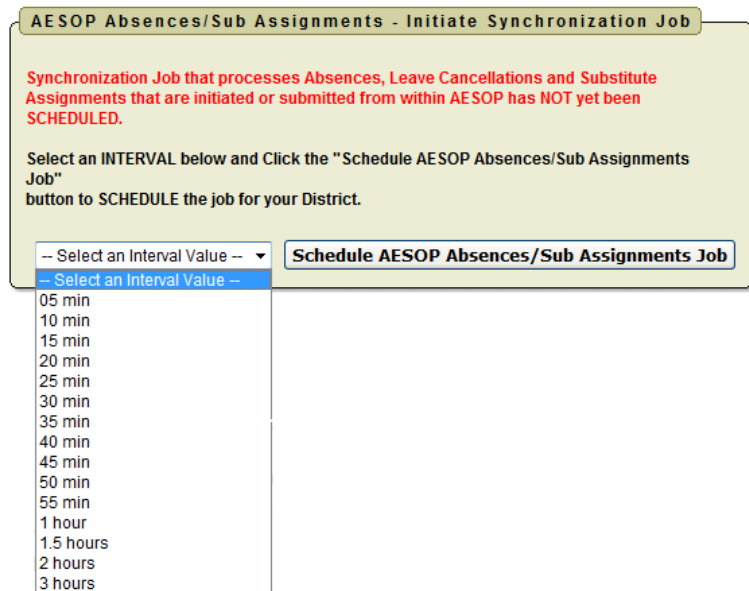 AESOP Absences/Sub Assignments - Initiate Synchronization Job
Synchronization Job that processes Absences, Leave Cancellations and Substitute
Assignments that are initiated or submitted from within AESOP has NOT yet been
SCHEDULED.
Select an INTERVAL below and Click the "Schedule AESOP Absences/Sub Assignments
Job"
button to SCHEDULE the job for your District.
-- Select an Interval Value -- Schedule AESOP Absences/Sub Assignments Job
-- Select an Interval Value --
05 min
10 min
15 min
20 min
25 min
30 min
35 min
40 min
45 min
50 min
55 min
1 hour
1.5 hours
2 hours
3 hours